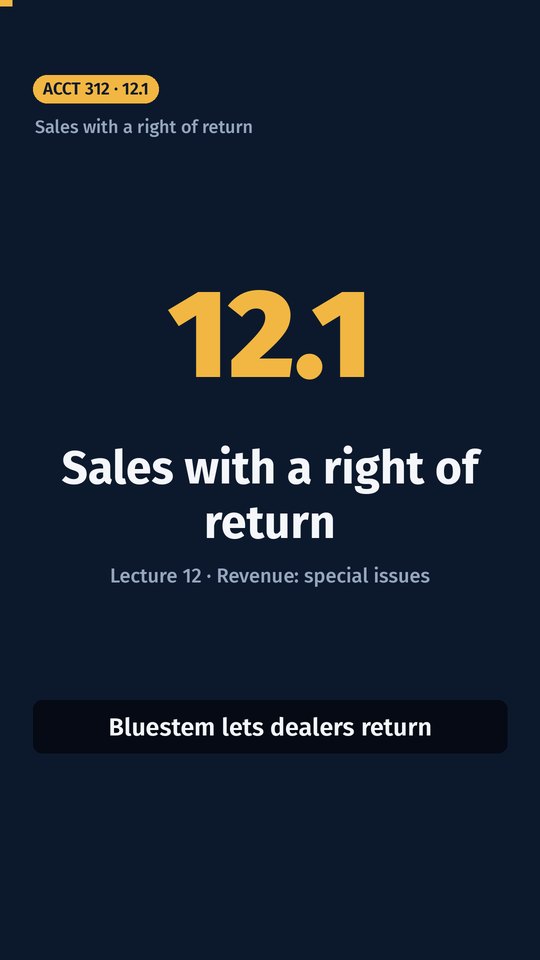 ACCT 312 · 12.1
Sales with a right of return
12.1
Sales with a right of
return
Lecture 12 · Revenue: special issues
Bluestem lets dealers return